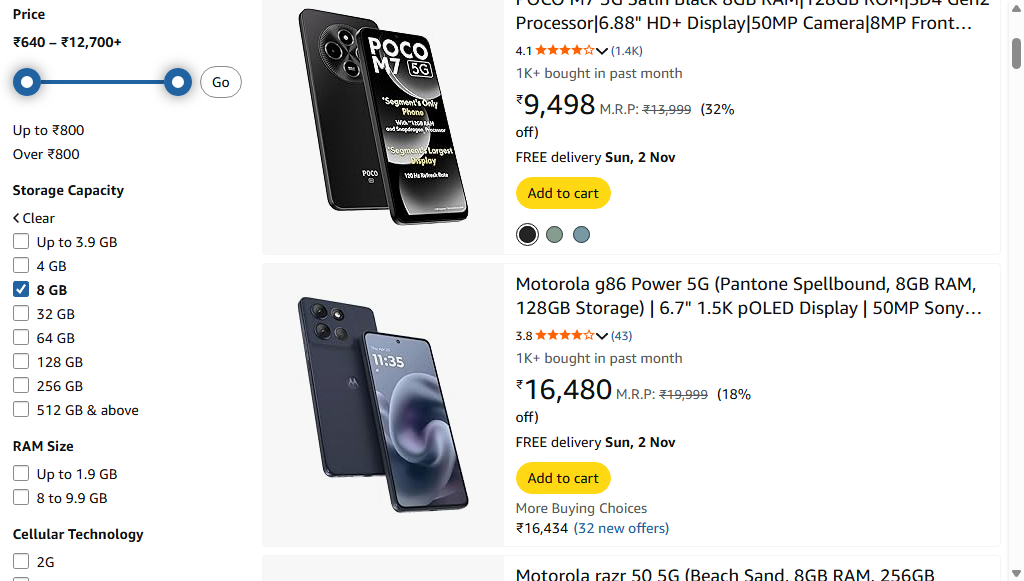 Price
₹640 – ₹12,700+
Go
Up to ₹800
Over ₹800
Storage Capacity
Clear
Up to 3.9 GB
4 GB
8 GB
32 GB
64 GB
128 GB
256 GB
512 GB & above
RAM Size
Up to 1.9 GB
8 to 9.9 GB
Cellular Technology
2G
POCO
M7 5G
*Segment's Only
Phone
With **12GB RAM
and Snapdragon Processor
*Segment's Largest
Display
120 Hz Refresh Rate
POCO
POCO M7 5G Satin Black 8GB RAM|128GB ROM|SD4 Gen2
Processor|6.88" HD+ Display|50MP Camera|8MP Front…
4.1 (1.4K)
1K+ bought in past month
₹9,498 M.R.P: ₹13,999 (32%
off)
FREE delivery Sun, 2 Nov
Add to cart
11:35
Motorola g86 Power 5G (Pantone Spellbound, 8GB RAM,
128GB Storage) | 6.7" 1.5K pOLED Display | 50MP Sony…
3.8 (43)
1K+ bought in past month
₹16,480 M.R.P: ₹19,999 (18%
off)
FREE delivery Sun, 2 Nov
Add to cart
More Buying Choices
₹16,434 (32 new offers)
Motorola razr 50 5G (Beach Sand, 8GB RAM, 256GB